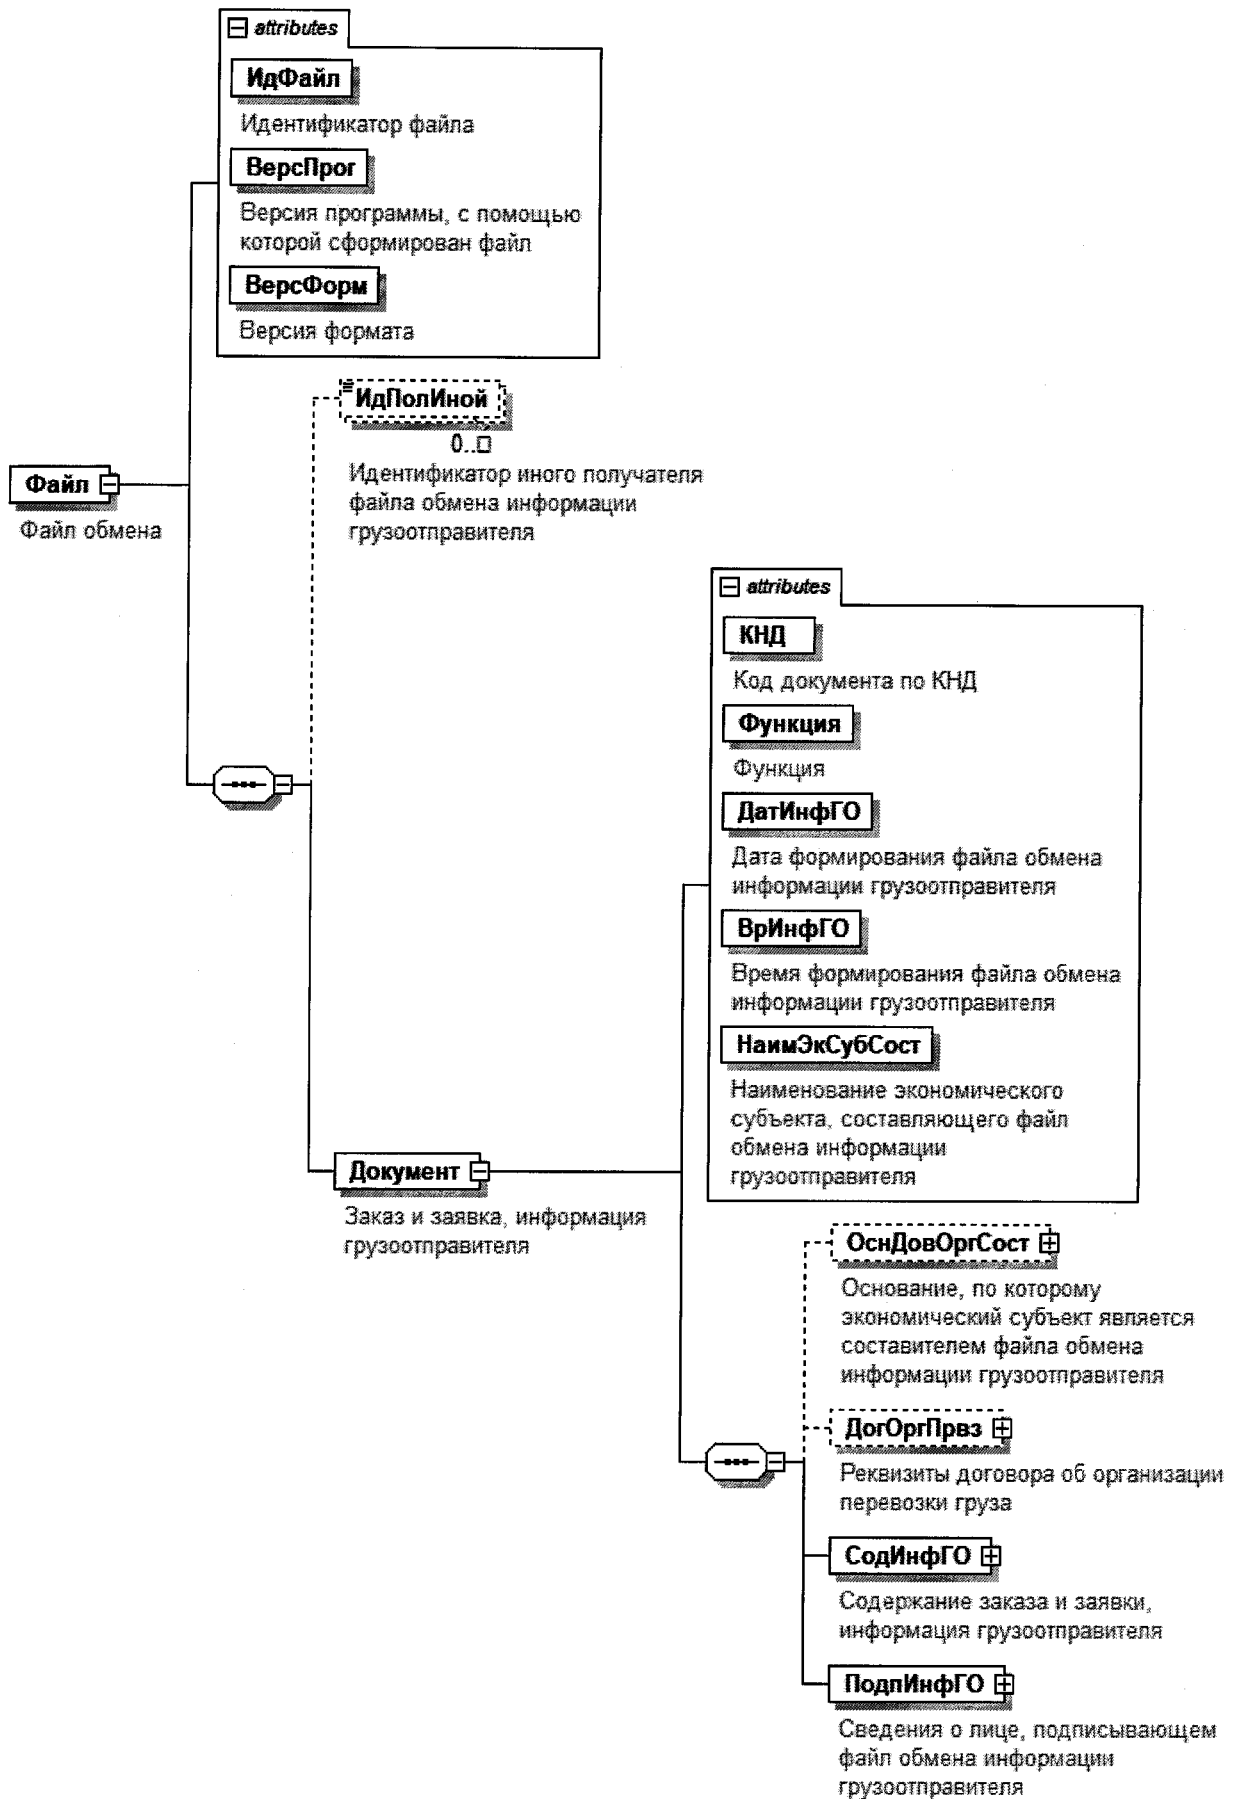 attributes
ИдФайл
Идентификатор файла
ВерсПрог
Версия программы, с помощью
которой сформирован файл
ВерсФорм
Версия формата
ИдПолИной
0..□
Идентификатор иного получателя
файла обмена информации
грузоотправителя
Файл
Файл обмена
attributes
КНД
Код документа по КНД
Функция
Функция
ДатИнфГО
Дата формирования файла обмена
информации грузоотправителя
ВрИнфГО
Время формирования файла обмена
информации грузоотправителя
НаимЭкСубСост
Наименование экономического
субъекта, составляющего файл
обмена информации
грузоотправителя
Документ
Заказ и заявка, информация
грузоотправителя
ОснДовОргСост
Основание, по которому
экономический субъект является
составителем файла обмена
информации грузоотправителя
ДогОргПрвз
Реквизиты договора об организации
перевозки груза
СодИнфГО
Содержание заказа и заявки,
информация грузоотправителя
ПодпИнфГО
Сведения о лице, подписывающем
файл обмена информации
грузоотправителя